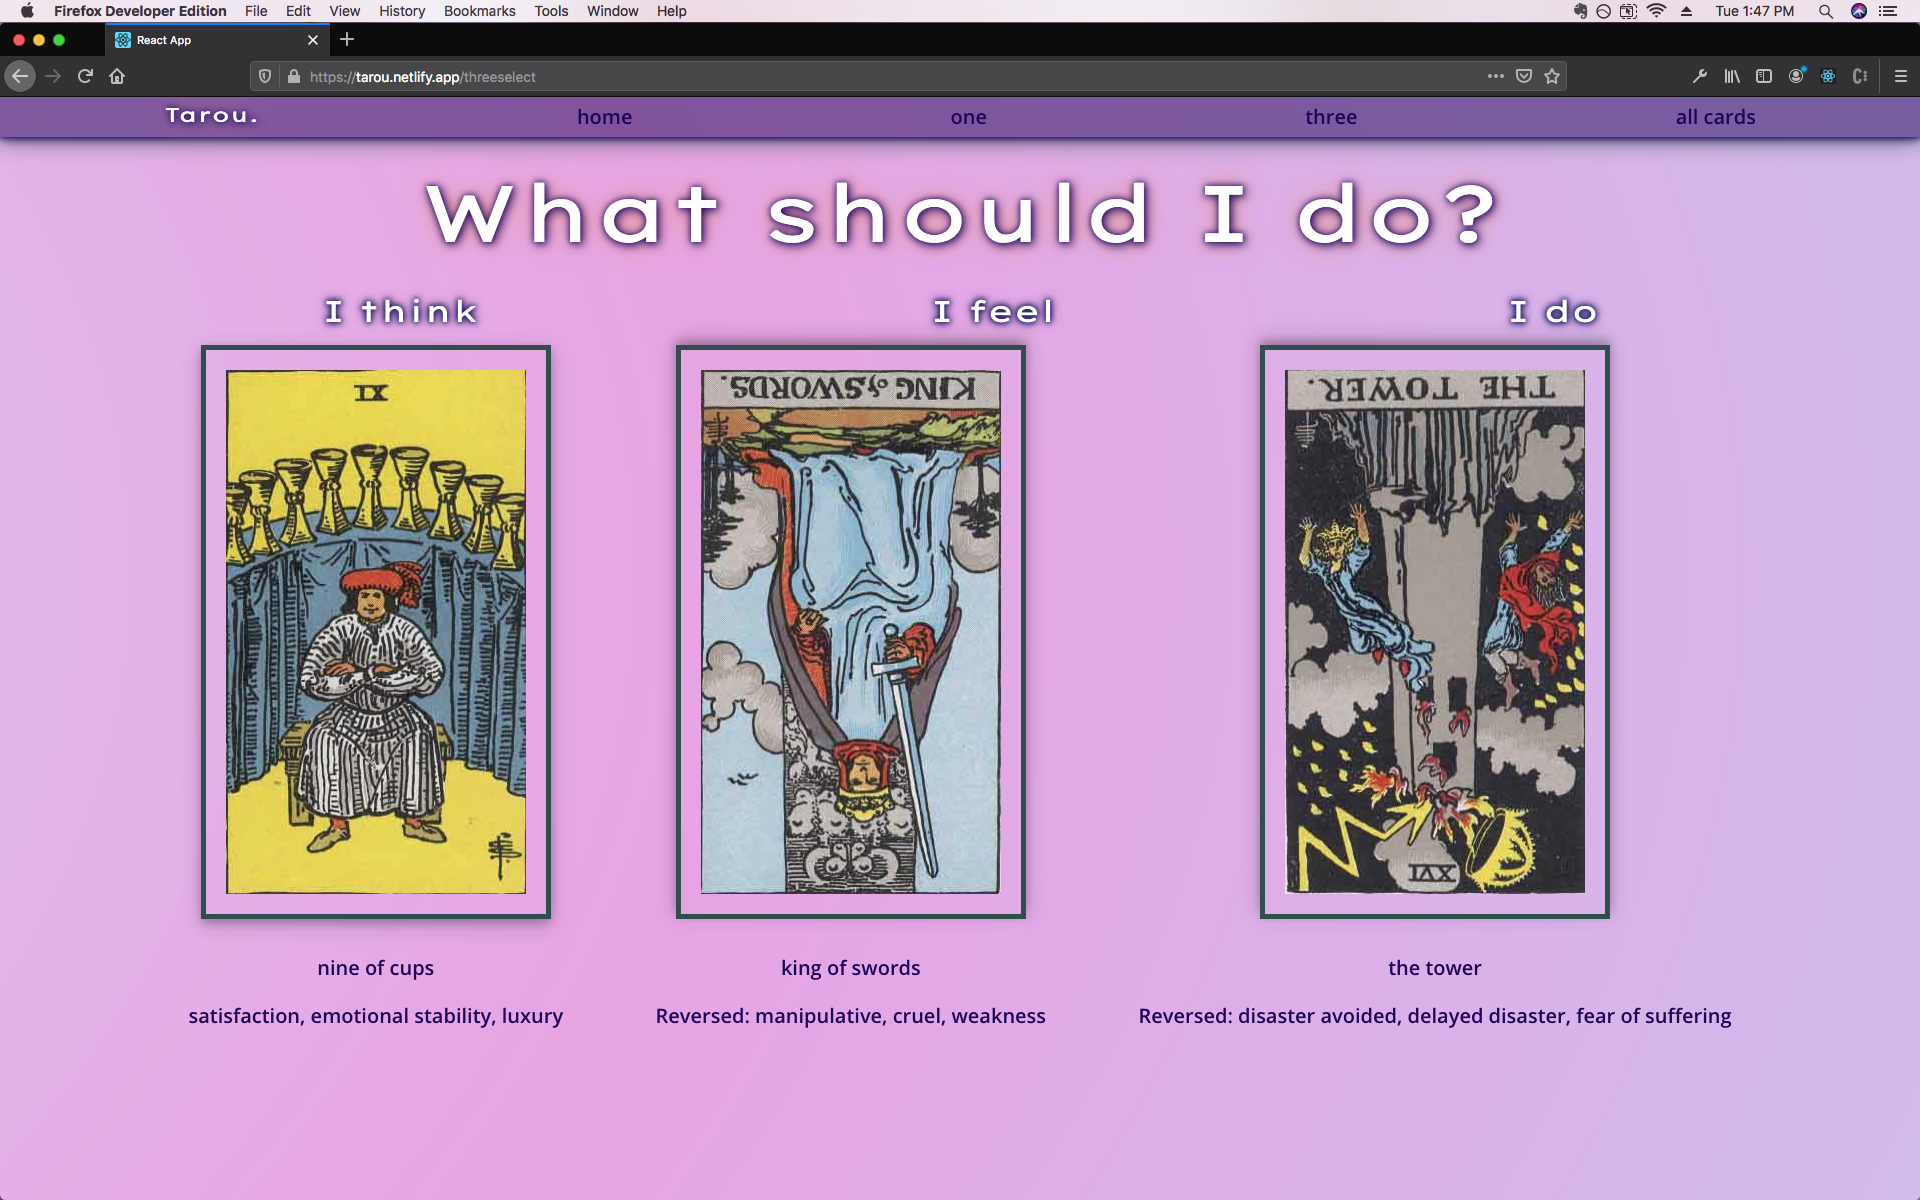 Firefox Developer Edition File Edit View History Bookmarks Tools Window Help Tue 1:47 PM
React App
https://tarou.netlify.app/threeselect
Tarou. home one three all cards
What should I do?
I think I feel I do
IX
KING of SWORDS.
THE TOWER.
XVI
nine of cups king of swords the tower
satisfaction, emotional stability, luxury Reversed: manipulative, cruel, weakness Reversed: disaster avoided, delayed disaster, fear of suffering